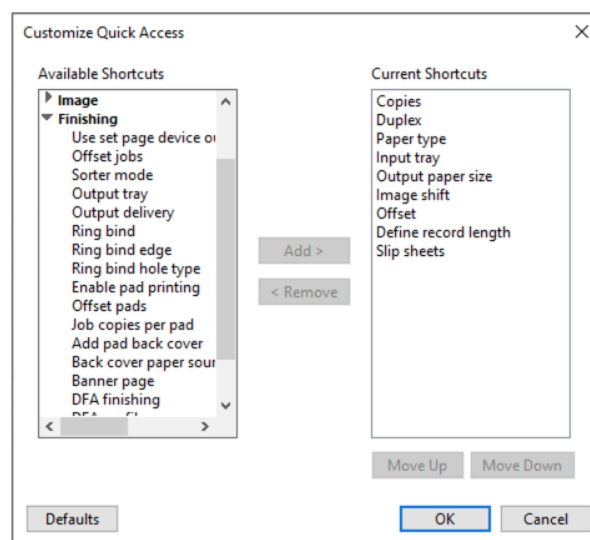 Customize Quick Access
Available Shortcuts
Image
Finishing
Use set page device
Offset jobs
Sorter mode
Output tray
Output delivery
Ring bind
Ring bind edge
Ring bind hole type
Enable pad printing
Offset pads
Job copies per pad
Add pad back cover
Back cover paper
Banner page
DFA finishing
Add >
< Remove
Current Shortcuts
Copies
Duplex
Paper type
Input tray
Output paper size
Image shift
Offset
Define record length
Slip sheets
Move Up Move Down
Defaults OK Cancel